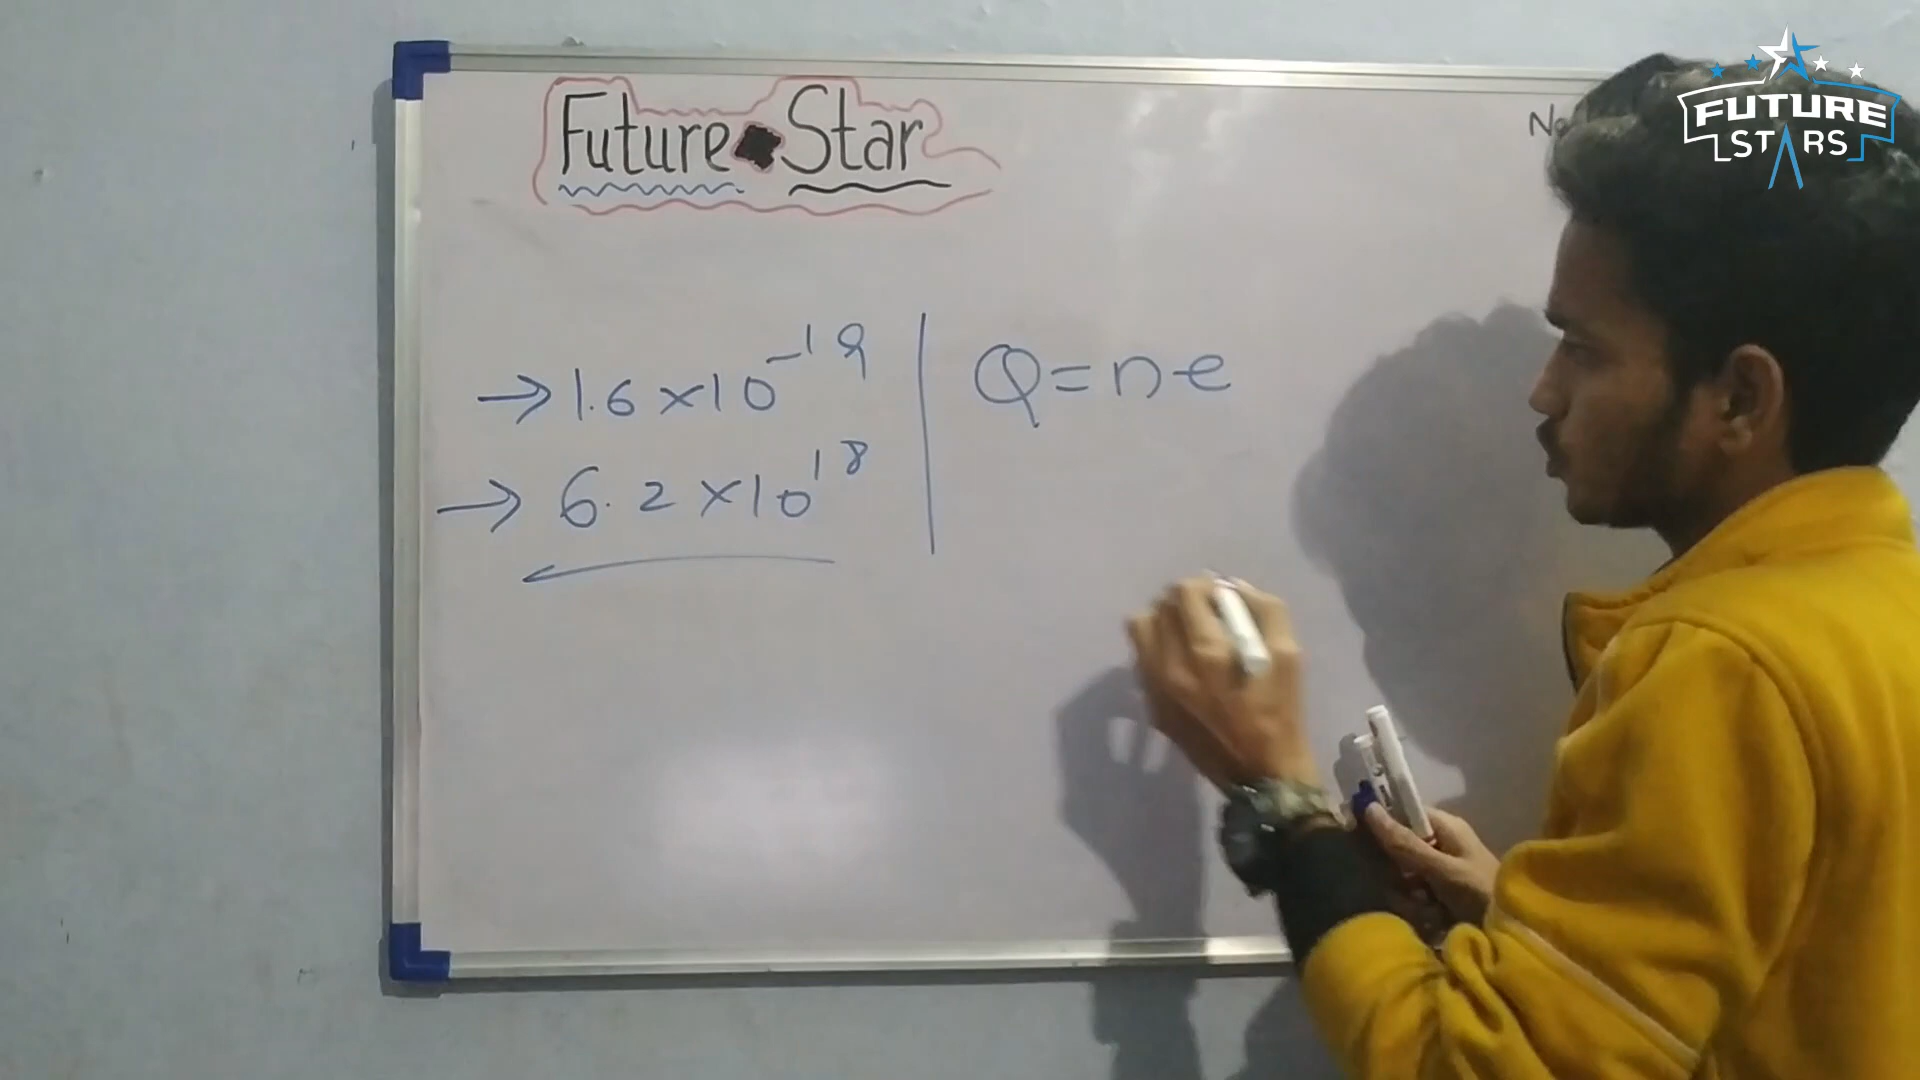 Future Star
→1.6×10⁻¹⁹
→ 6.2×10¹⁸
Q=ne
FUTURE
STARS